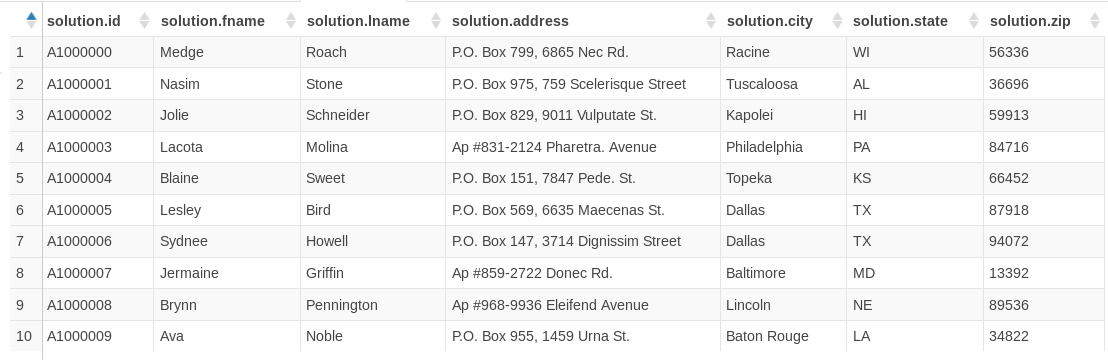 solution.id solution.fname solution.lname solution.address solution.city solution.state solution.zip
1 A1000000 Medge Roach P.O. Box 799, 6865 Nec Rd. Racine WI 56336
2 A1000001 Nasim Stone P.O. Box 975, 759 Scelerisque Street Tuscaloosa AL 36696
3 A1000002 Jolie Schneider P.O. Box 829, 9011 Vulputate St. Kapolei HI 59913
4 A1000003 Lacota Molina Ap #831-2124 Pharetra. Avenue Philadelphia PA 84716
5 A1000004 Blaine Sweet P.O. Box 151, 7847 Pede. St. Topeka KS 66452
6 A1000005 Lesley Bird P.O. Box 569, 6635 Maecenas St. Dallas TX 87918
7 A1000006 Sydnee Howell P.O. Box 147, 3714 Dignissim Street Dallas TX 94072
8 A1000007 Jermaine Griffin Ap #859-2722 Donec Rd. Baltimore MD 13392
9 A1000008 Brynn Pennington Ap #968-9936 Eleifend Avenue Lincoln NE 89536
10 A1000009 Ava Noble P.O. Box 955, 1459 Urna St. Baton Rouge LA 34822